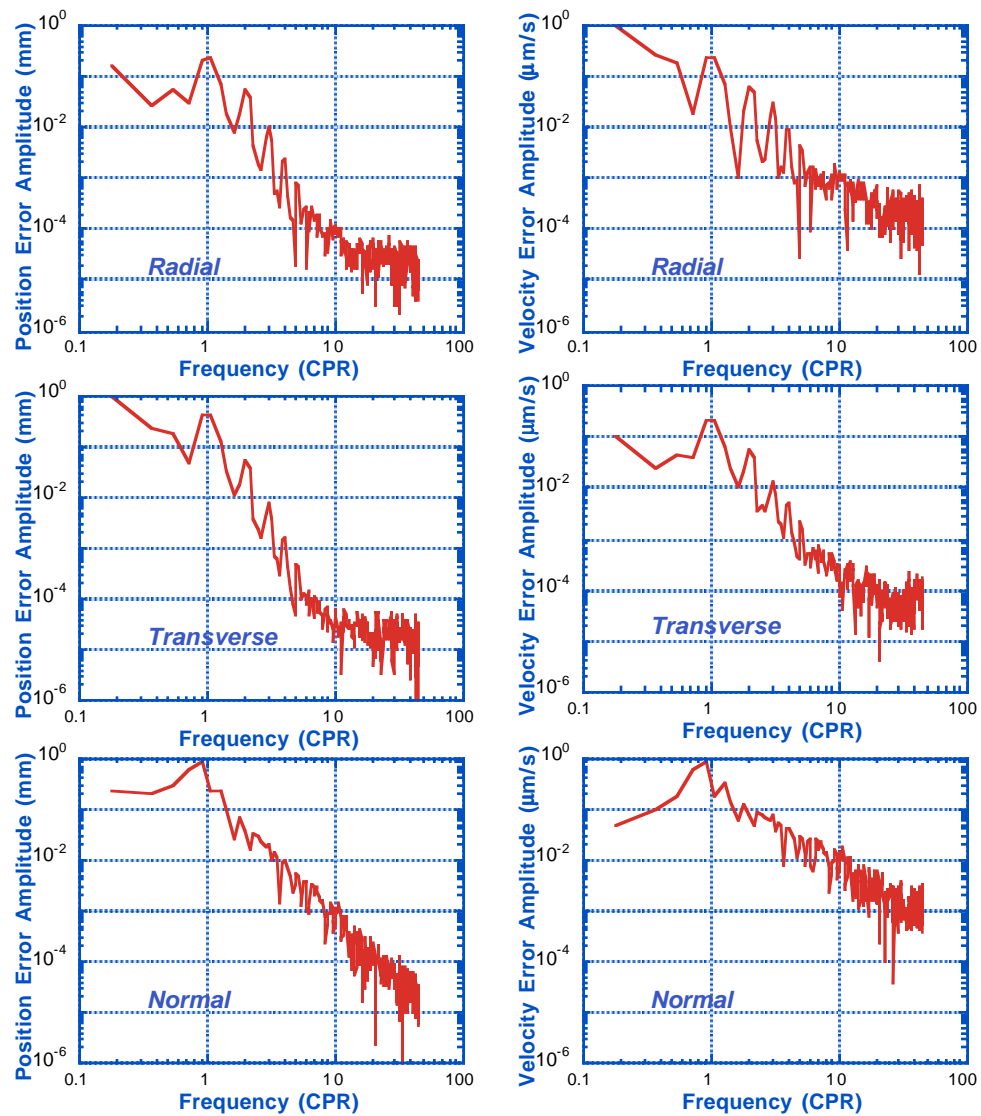 Position Error Amplitude (mm)
10^0
10^-2
10^-4
10^-6
Radial
0.1 1 10 100
Frequency (CPR)
Velocity Error Amplitude (μm/s)
10^0
10^-2
10^-4
10^-6
Radial
0.1 1 10 100
Frequency (CPR)
Position Error Amplitude (mm)
10^0
10^-2
10^-4
10^-6
Transverse
0.1 1 10 100
Frequency (CPR)
Velocity Error Amplitude (μm/s)
10^0
10^-2
10^-4
10^-6
Transverse
0.1 1 10 100
Frequency (CPR)
Position Error Amplitude (mm)
10^0
10^-2
10^-4
10^-6
Normal
0.1 1 10 100
Frequency (CPR)
Velocity Error Amplitude (μm/s)
10^0
10^-2
10^-4
10^-6
Normal
0.1 1 10 100
Frequency (CPR)